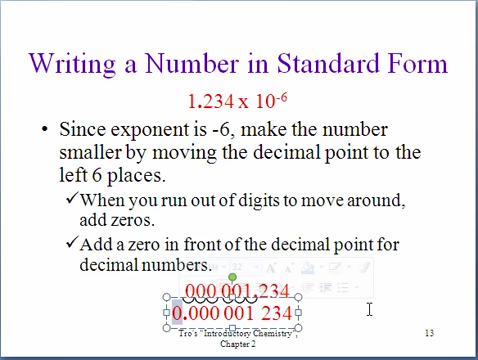 Writing a Number in Standard Form
1.234 x 10-6
• Since exponent is -6, make the number
smaller by moving the decimal point to the
left 6 places.
✓When you run out of digits to move around,
add zeros.
✓Add a zero in front of the decimal point for
decimal numbers.
000 001.234
0.000 001 234
Tro's "Introductory Chemistry",
Chapter 2
13